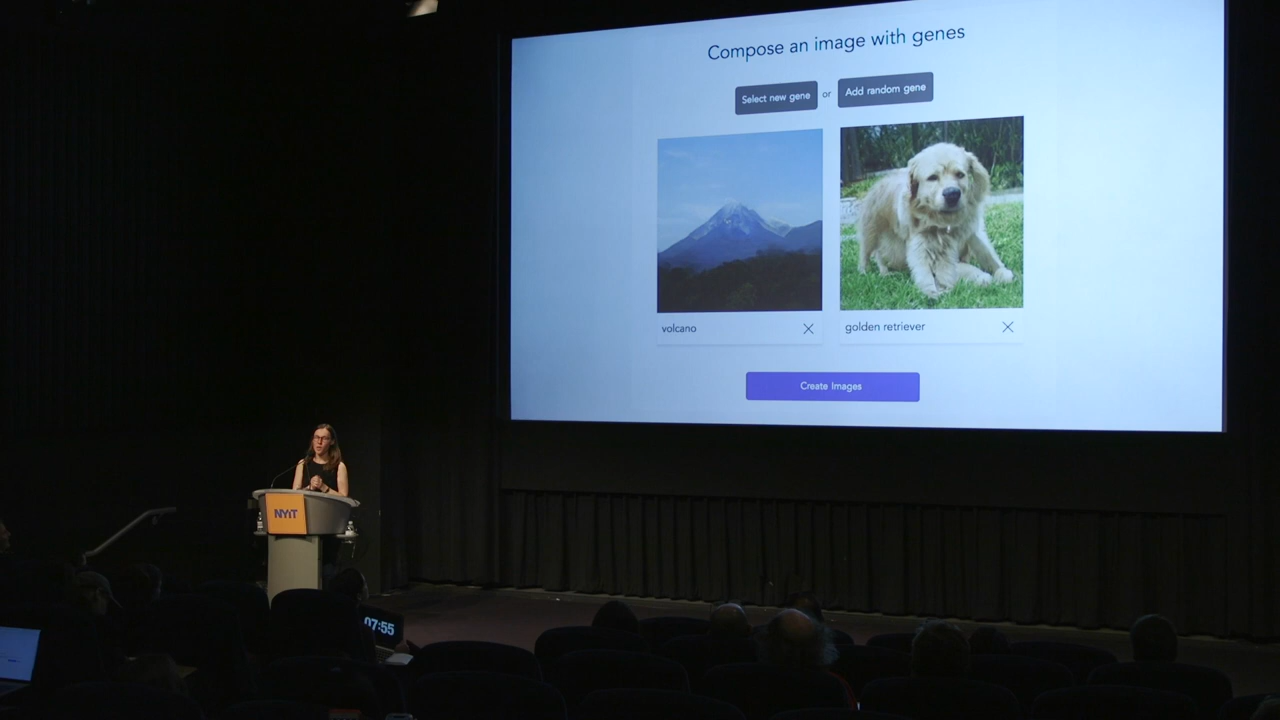 Compose an image with genes
Select new gene or Add random gene
volcano
golden retriever
Create Images
NYIT
07:55